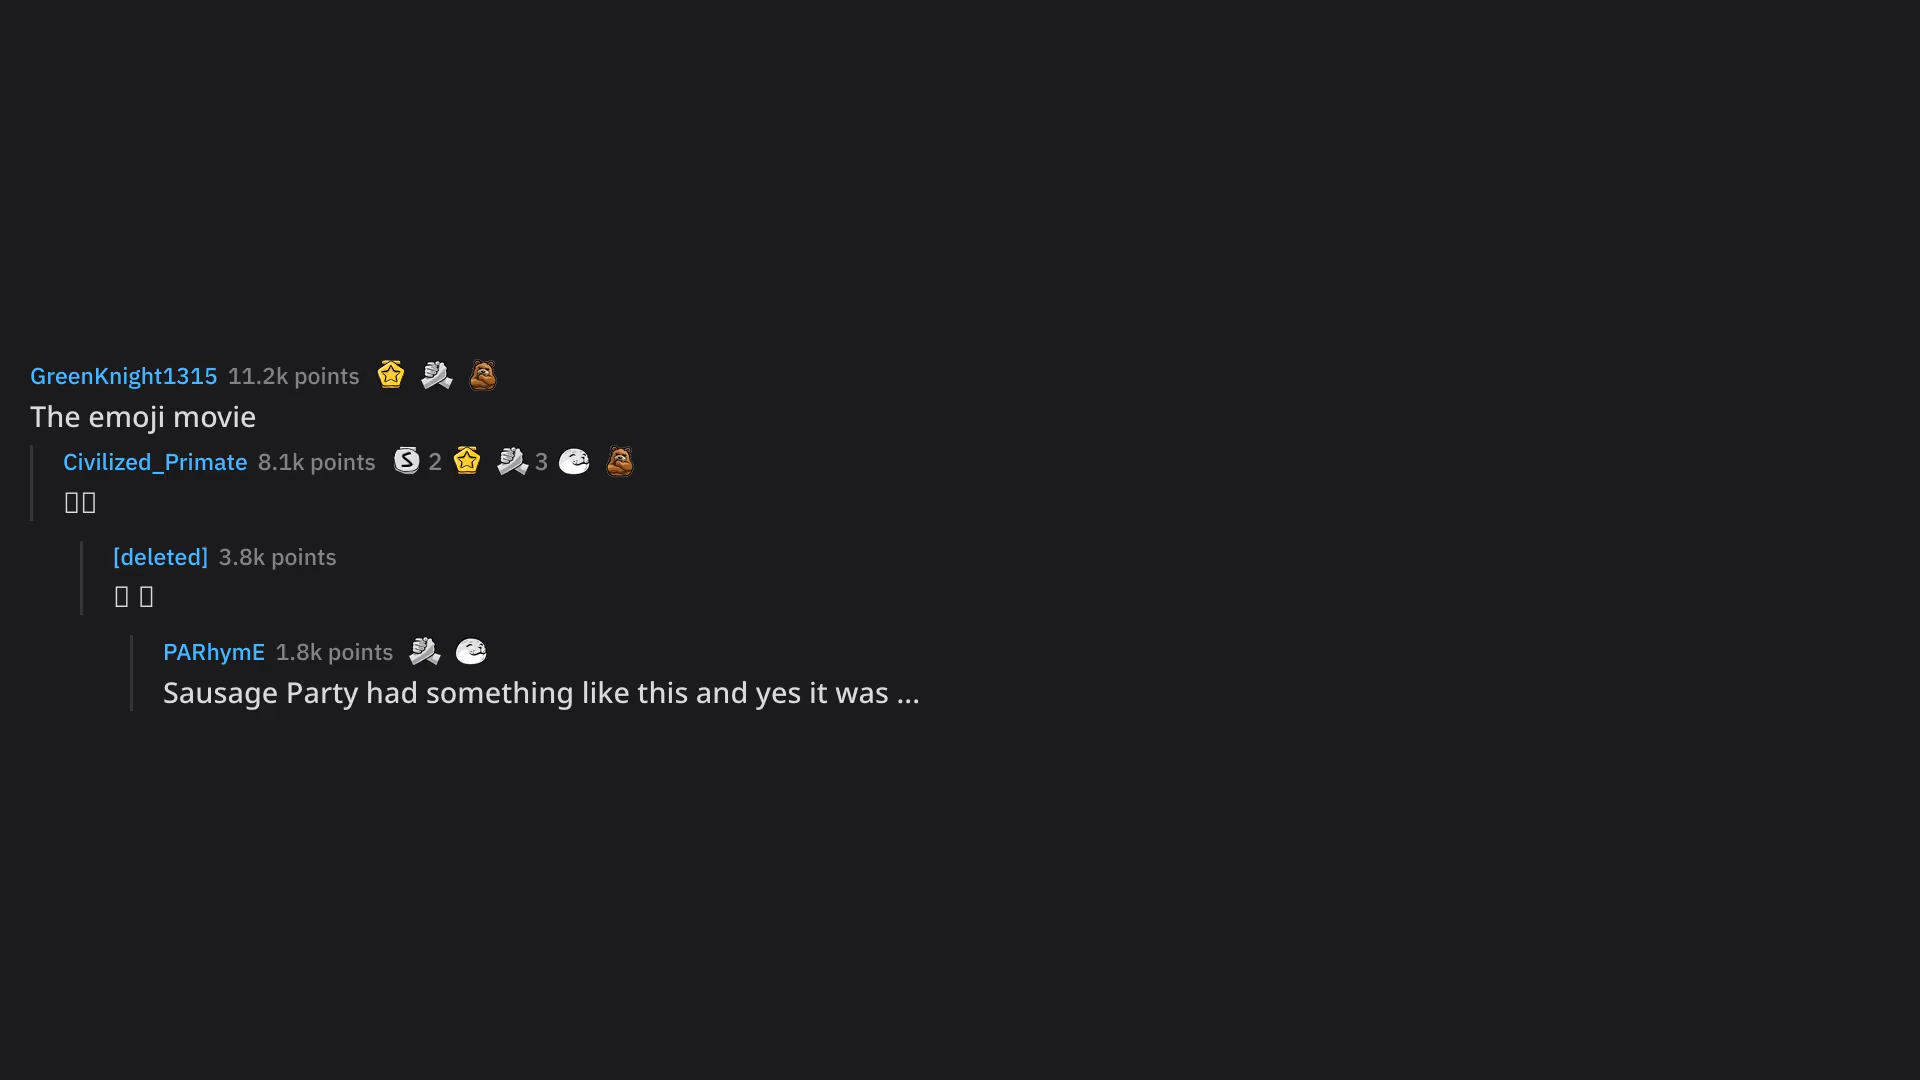 GreenKnight1315 11.2k points
The emoji movie
Civilized_Primate 8.1k points 2 3
[deleted] 3.8k points
PARhymE 1.8k points
Sausage Party had something like this and yes it was ...